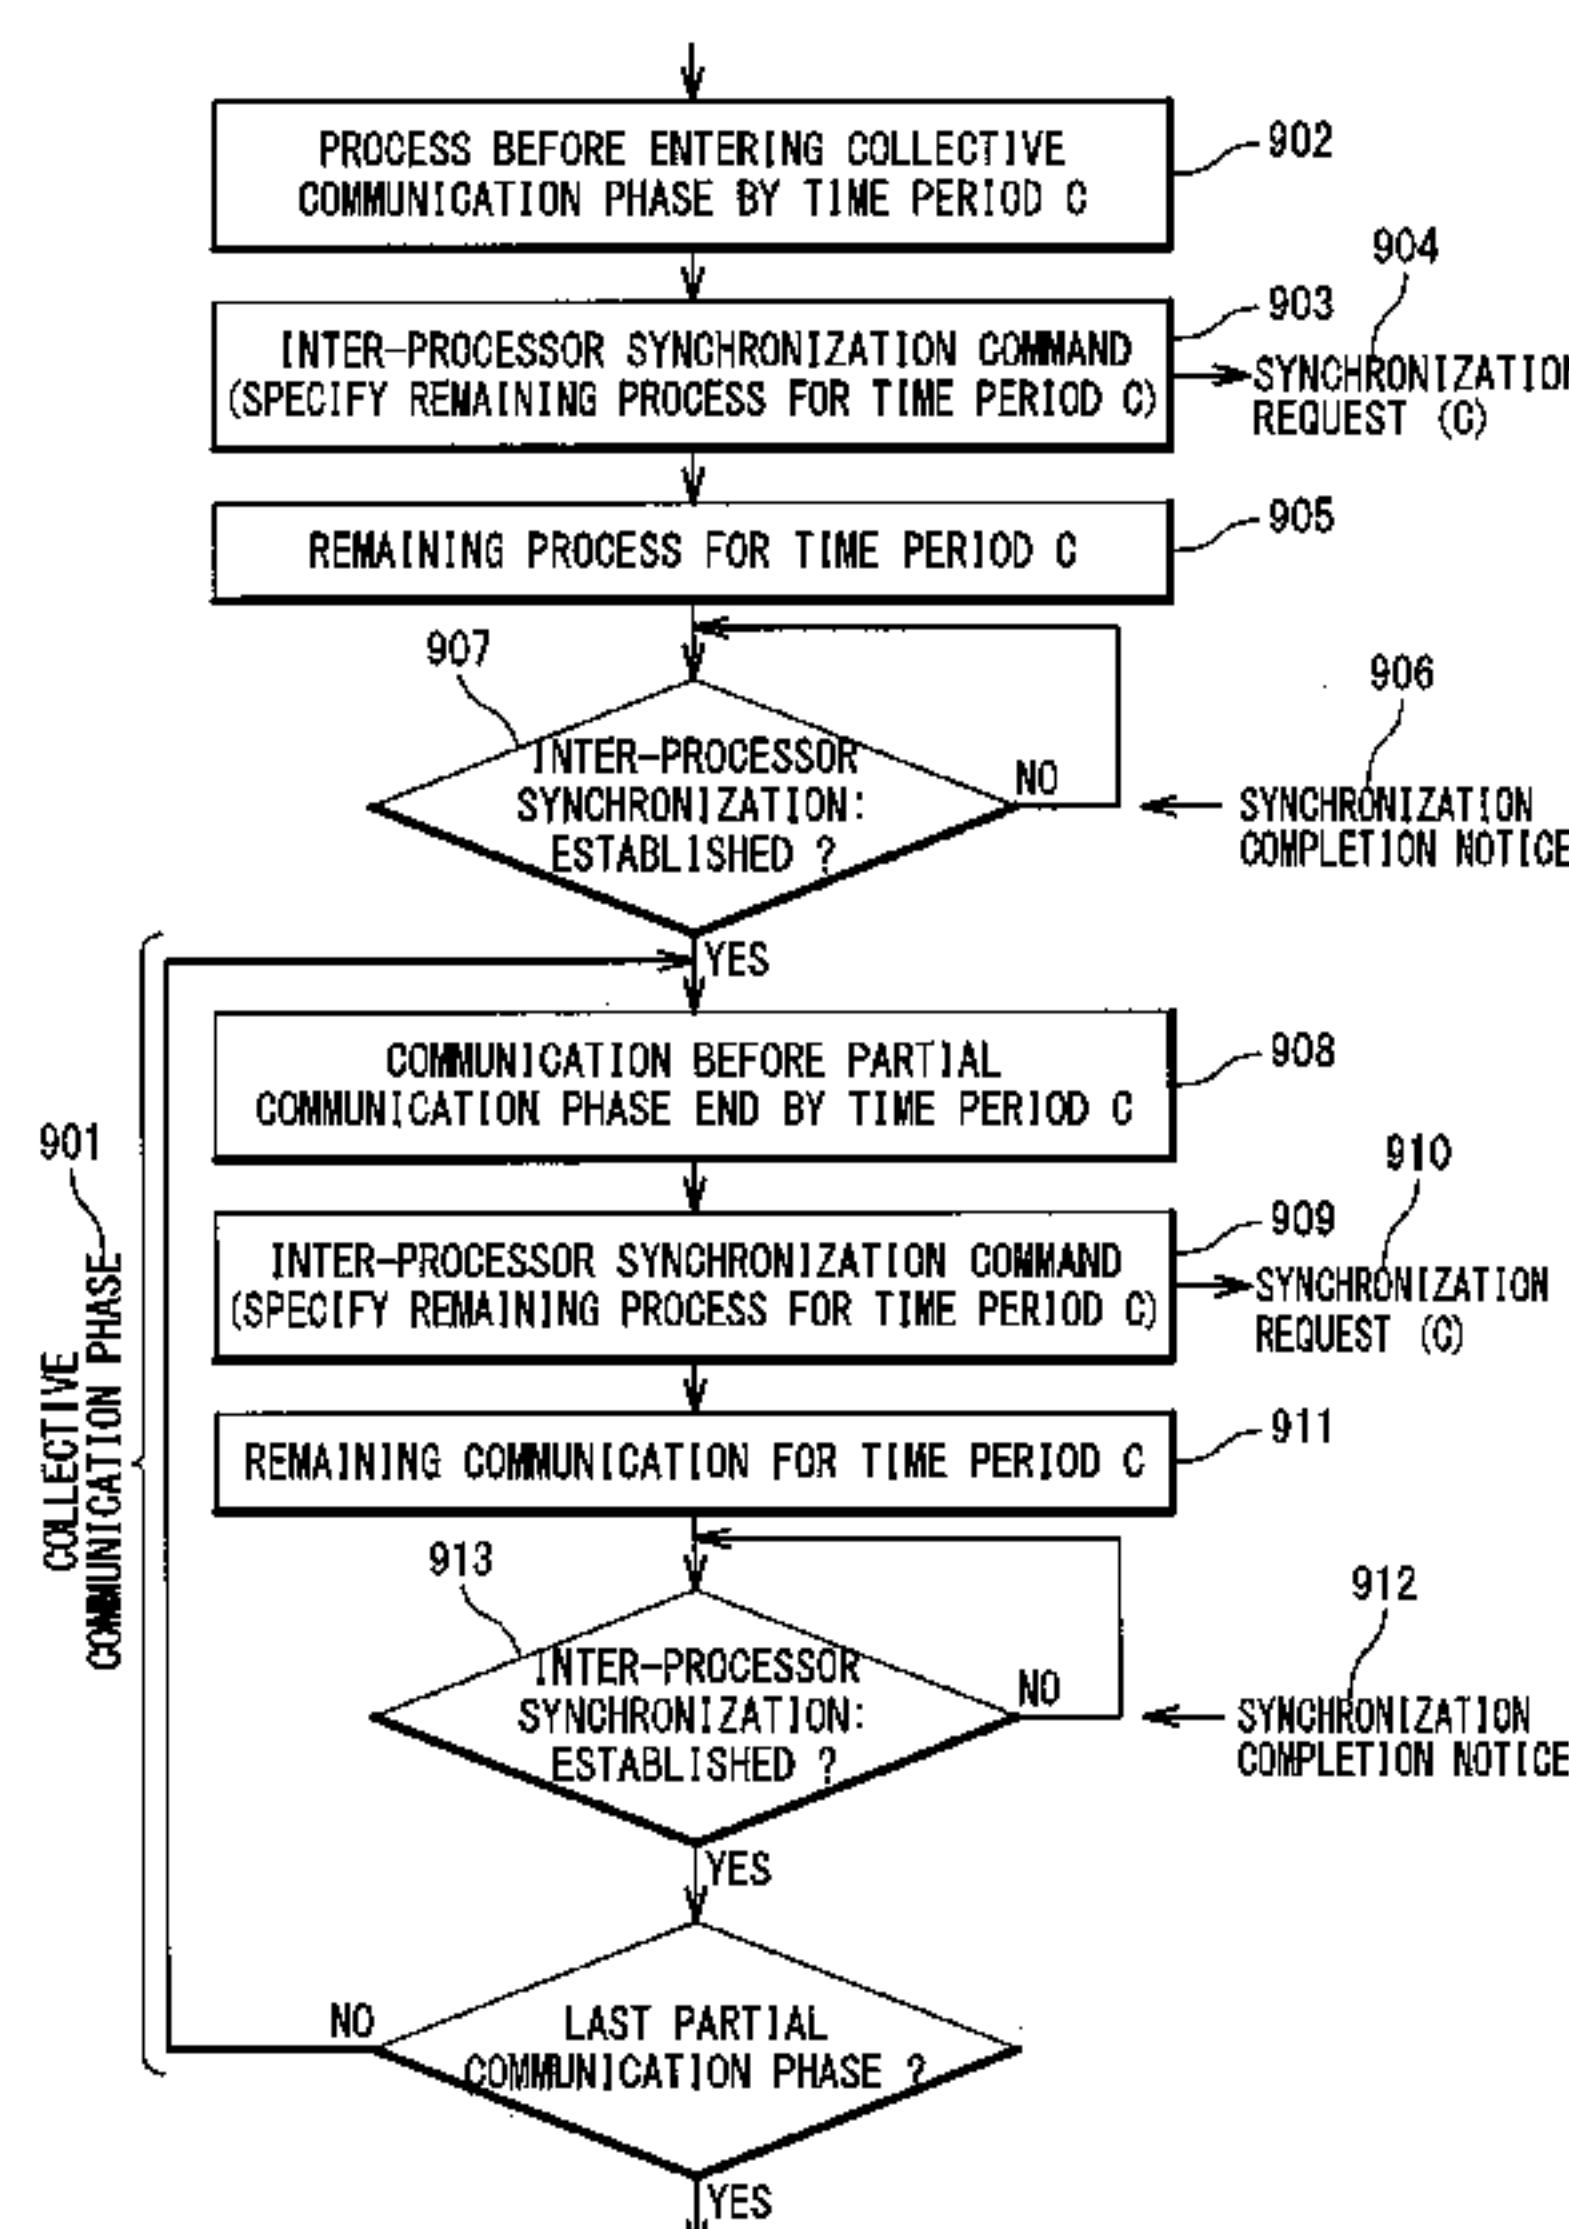 PROCESS BEFORE ENTERING COLLECTIVE
COMMUNICATION PHASE BY TIME PERIOD C
902
904
INTER-PROCESSOR SYNCHRONIZATION COMMAND
(SPECIFY REMAINING PROCESS FOR TIME PERIOD C)
903
SYNCHRONIZATION
REQUEST (C)
REMAINING PROCESS FOR TIME PERIOD C
905
907
INTER-PROCESSOR
SYNCHRONIZATION:
ESTABLISHED ?
NO
906
SYNCHRONIZATION
COMPLETION NOTICE
YES
901
COLLECTIVE
COMMUNICATION PHASE
COMMUNICATION BEFORE PARTIAL
COMMUNICATION PHASE END BY TIME PERIOD C
908
910
INTER-PROCESSOR SYNCHRONIZATION COMMAND
(SPECIFY REMAINING PROCESS FOR TIME PERIOD C)
909
SYNCHRONIZATION
REQUEST (C)
REMAINING COMMUNICATION FOR TIME PERIOD C
911
913
INTER-PROCESSOR
SYNCHRONIZATION:
ESTABLISHED ?
NO
912
SYNCHRONIZATION
COMPLETION NOTICE
YES
NO
LAST PARTIAL
COMMUNICATION PHASE ?
YES